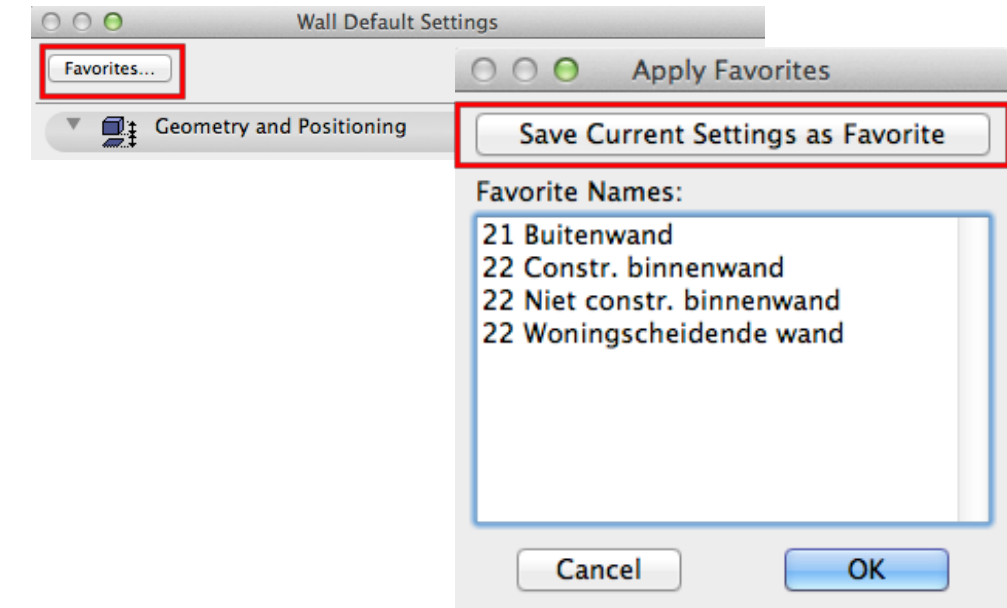 Wall Default Settings
Favorites...
Geometry and Positioning
Apply Favorites
Save Current Settings as Favorite
Favorite Names:
21 Buitenwand
22 Constr. binnenwand
22 Niet constr. binnenwand
22 Woningscheidende wand
Cancel
OK